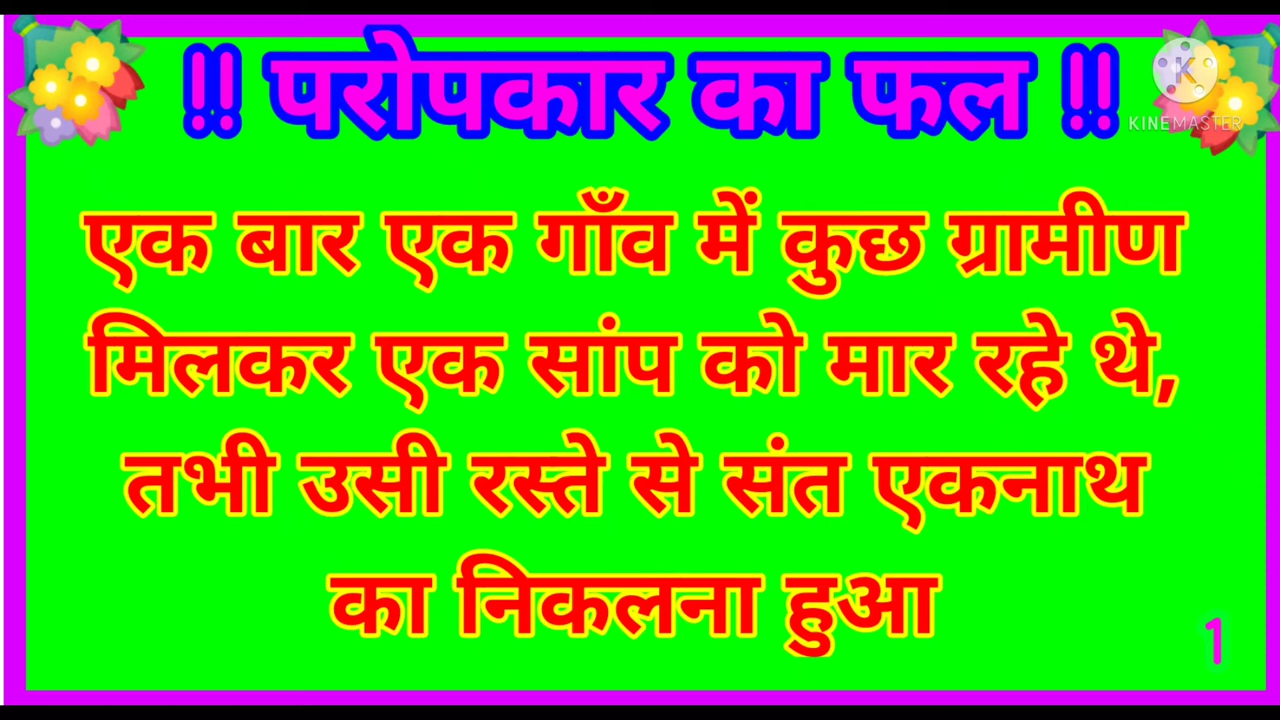 !! परोपकार का फल !!
K
KINEMASTER
एक बार एक गाँव में कुछ ग्रामीण
मिलकर एक सांप को मार रहे थे,
तभी उसी रस्ते से संत एकनाथ
का निकलना हुआ
1